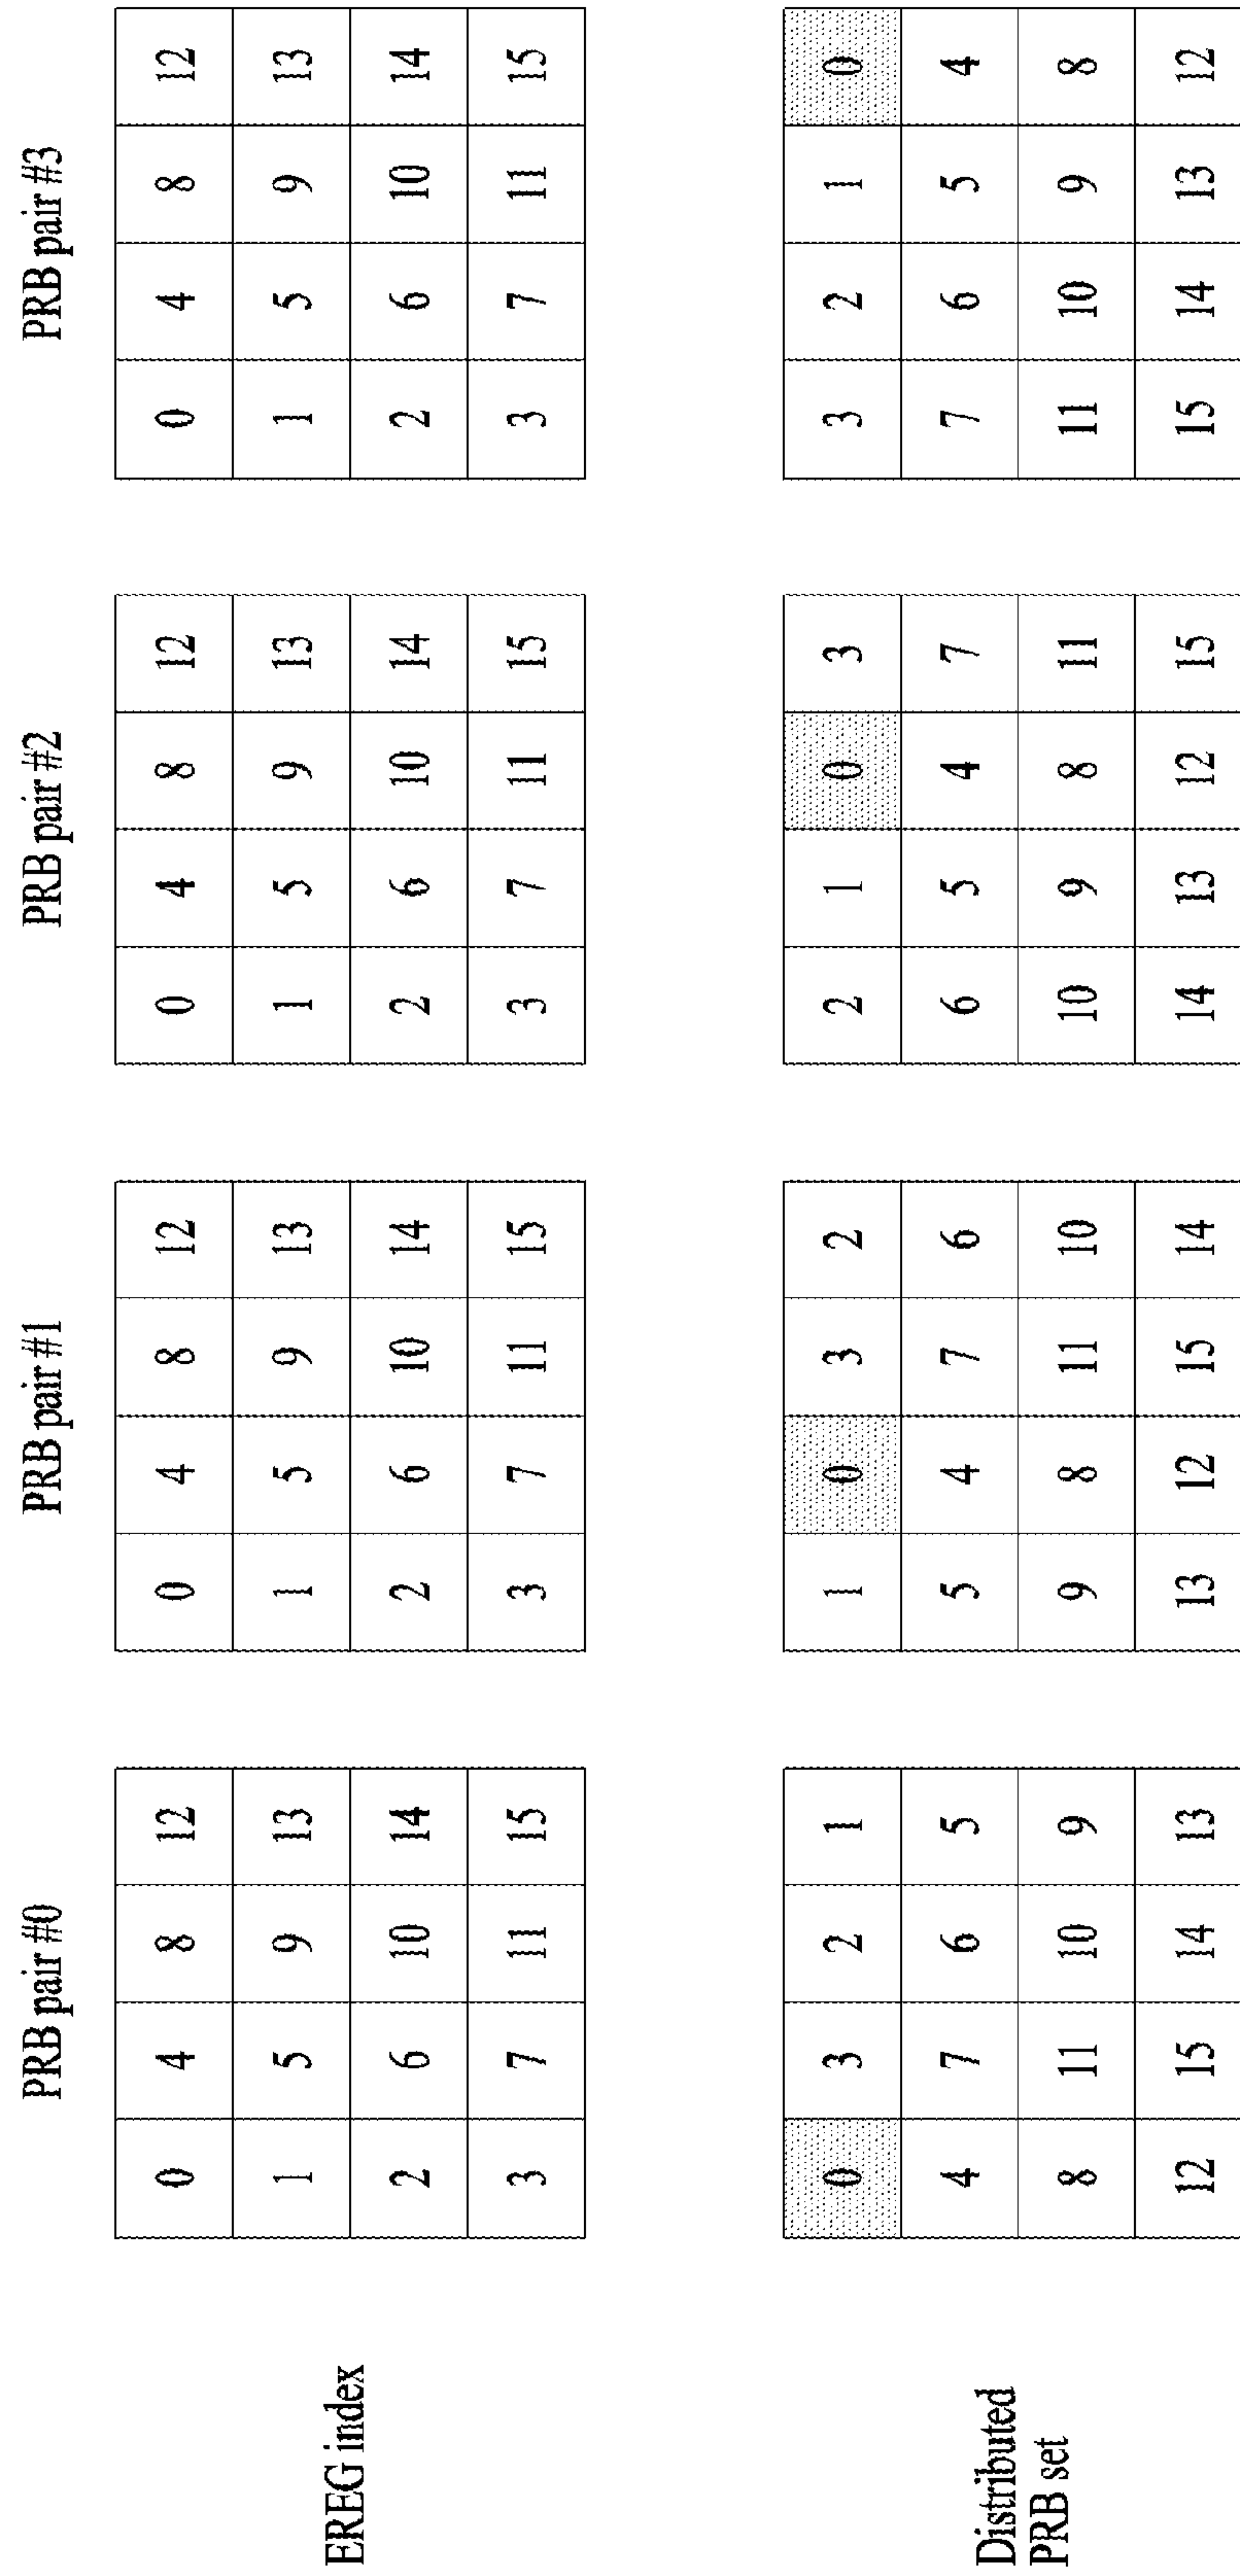 PRB pair #0 PRB pair #1 PRB pair #2 PRB pair #3
EREG index
0 4 8 12 0 4 8 12 0 4 8 12 0 4 8 12
1 5 9 13 1 5 9 13 1 5 9 13 1 5 9 13
2 6 10 14 2 6 10 14 2 6 10 14 2 6 10 14
3 7 11 15 3 7 11 15 3 7 11 15 3 7 11 15
Distributed
PRB set
0 3 2 1 1 0 3 2 2 1 0 3 3 2 1 0
4 7 6 5 5 4 7 6 6 5 4 7 7 6 5 4
8 11 10 9 9 8 11 10 10 9 8 11 11 10 9 8
12 15 14 13 13 12 15 14 14 13 12 15 15 14 13 12